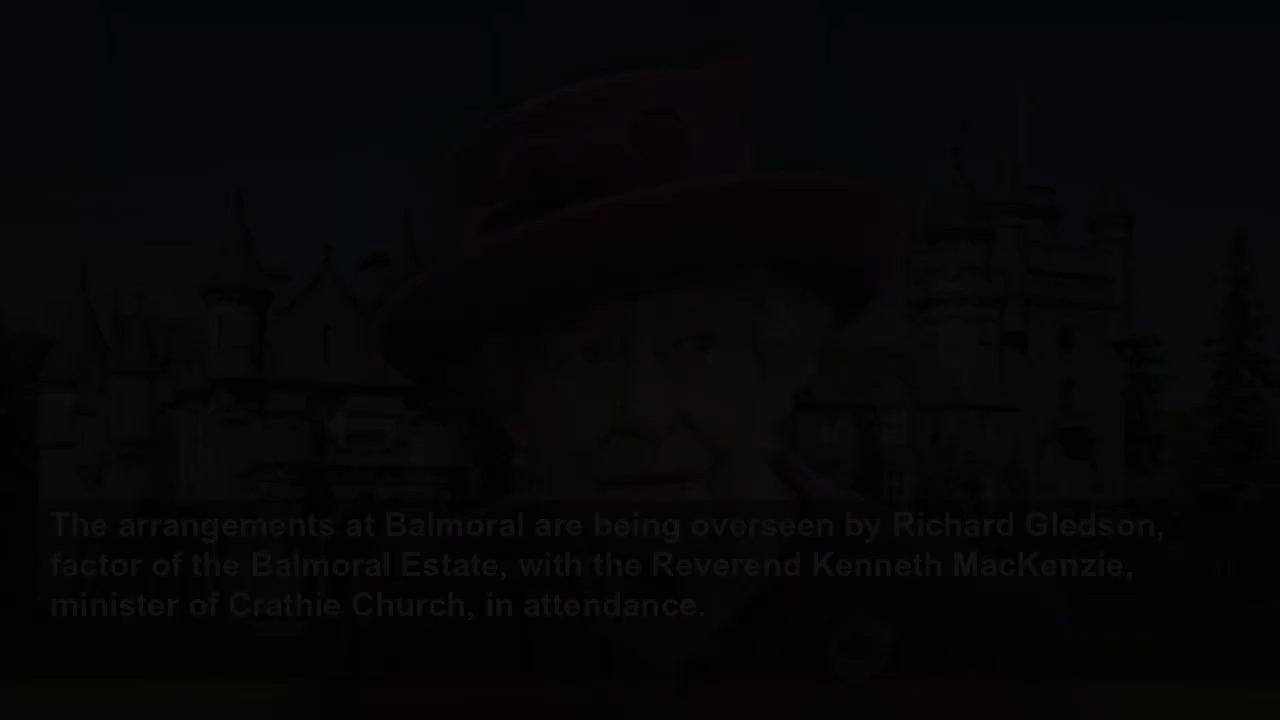 The arrangements at Balmoral are being overseen by Richard Gledson,
factor of the Balmoral Estate, with the Reverend Kenneth MacKenzie,
minister of Crathie Church, in attendance.